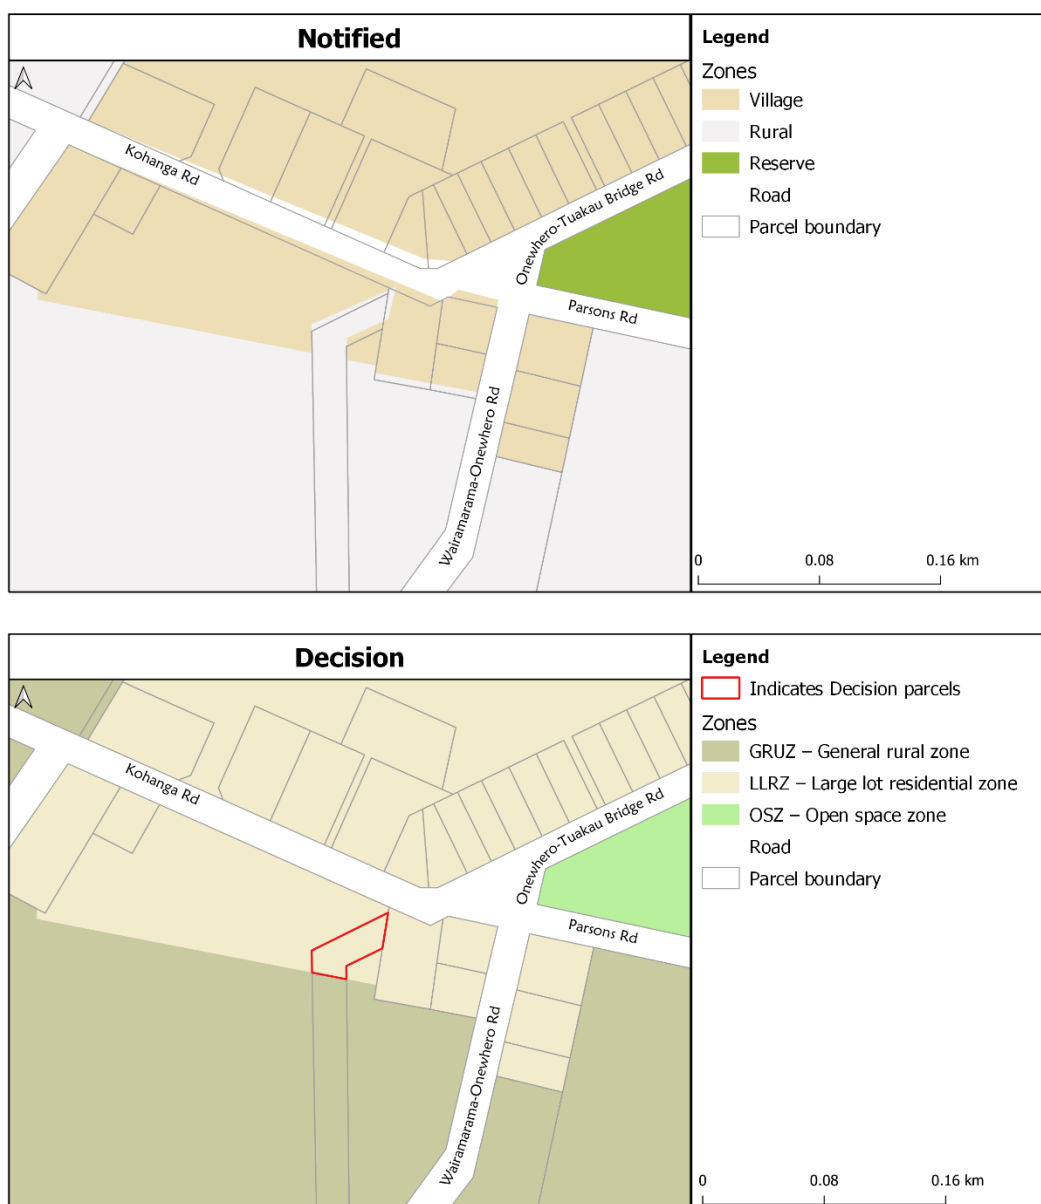 Notified
Kohanga Rd
Onewhero-Tuakau Bridge Rd
Parsons Rd
Wairamarama-Onewhero Rd
Legend
Zones
Village
Rural
Reserve
Road
Parcel boundary
0 0.08 0.16 km
Decision
Kohanga Rd
Onewhero-Tuakau Bridge Rd
Parsons Rd
Wairamarama-Onewhero Rd
Legend
Indicates Decision parcels
Zones
GRUZ – General rural zone
LLRZ – Large lot residential zone
OSZ – Open space zone
Road
Parcel boundary
0 0.08 0.16 km